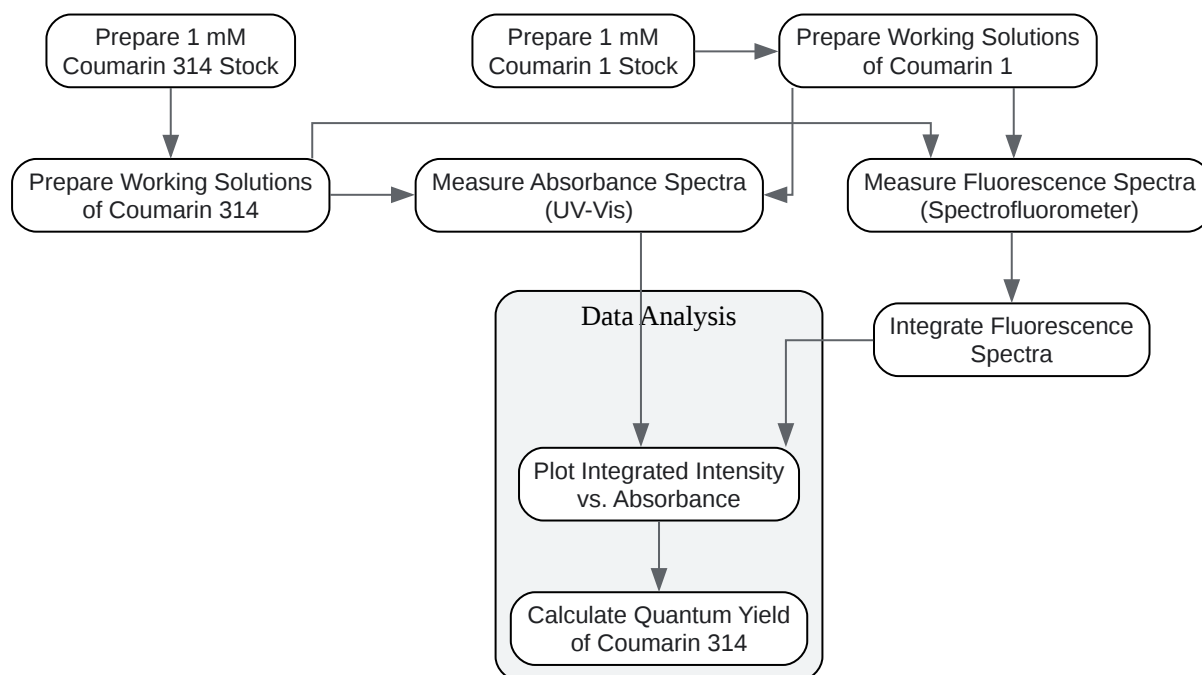 Prepare 1 mM
Coumarin 314 Stock
Prepare 1 mM
Coumarin 1 Stock
Prepare Working Solutions
of Coumarin 1
Prepare Working Solutions
of Coumarin 314
Measure Absorbance Spectra
(UV-Vis)
Measure Fluorescence Spectra
(Spectrofluorometer)
Data Analysis
Integrate Fluorescence
Spectra
Plot Integrated Intensity
vs. Absorbance
Calculate Quantum Yield
of Coumarin 314